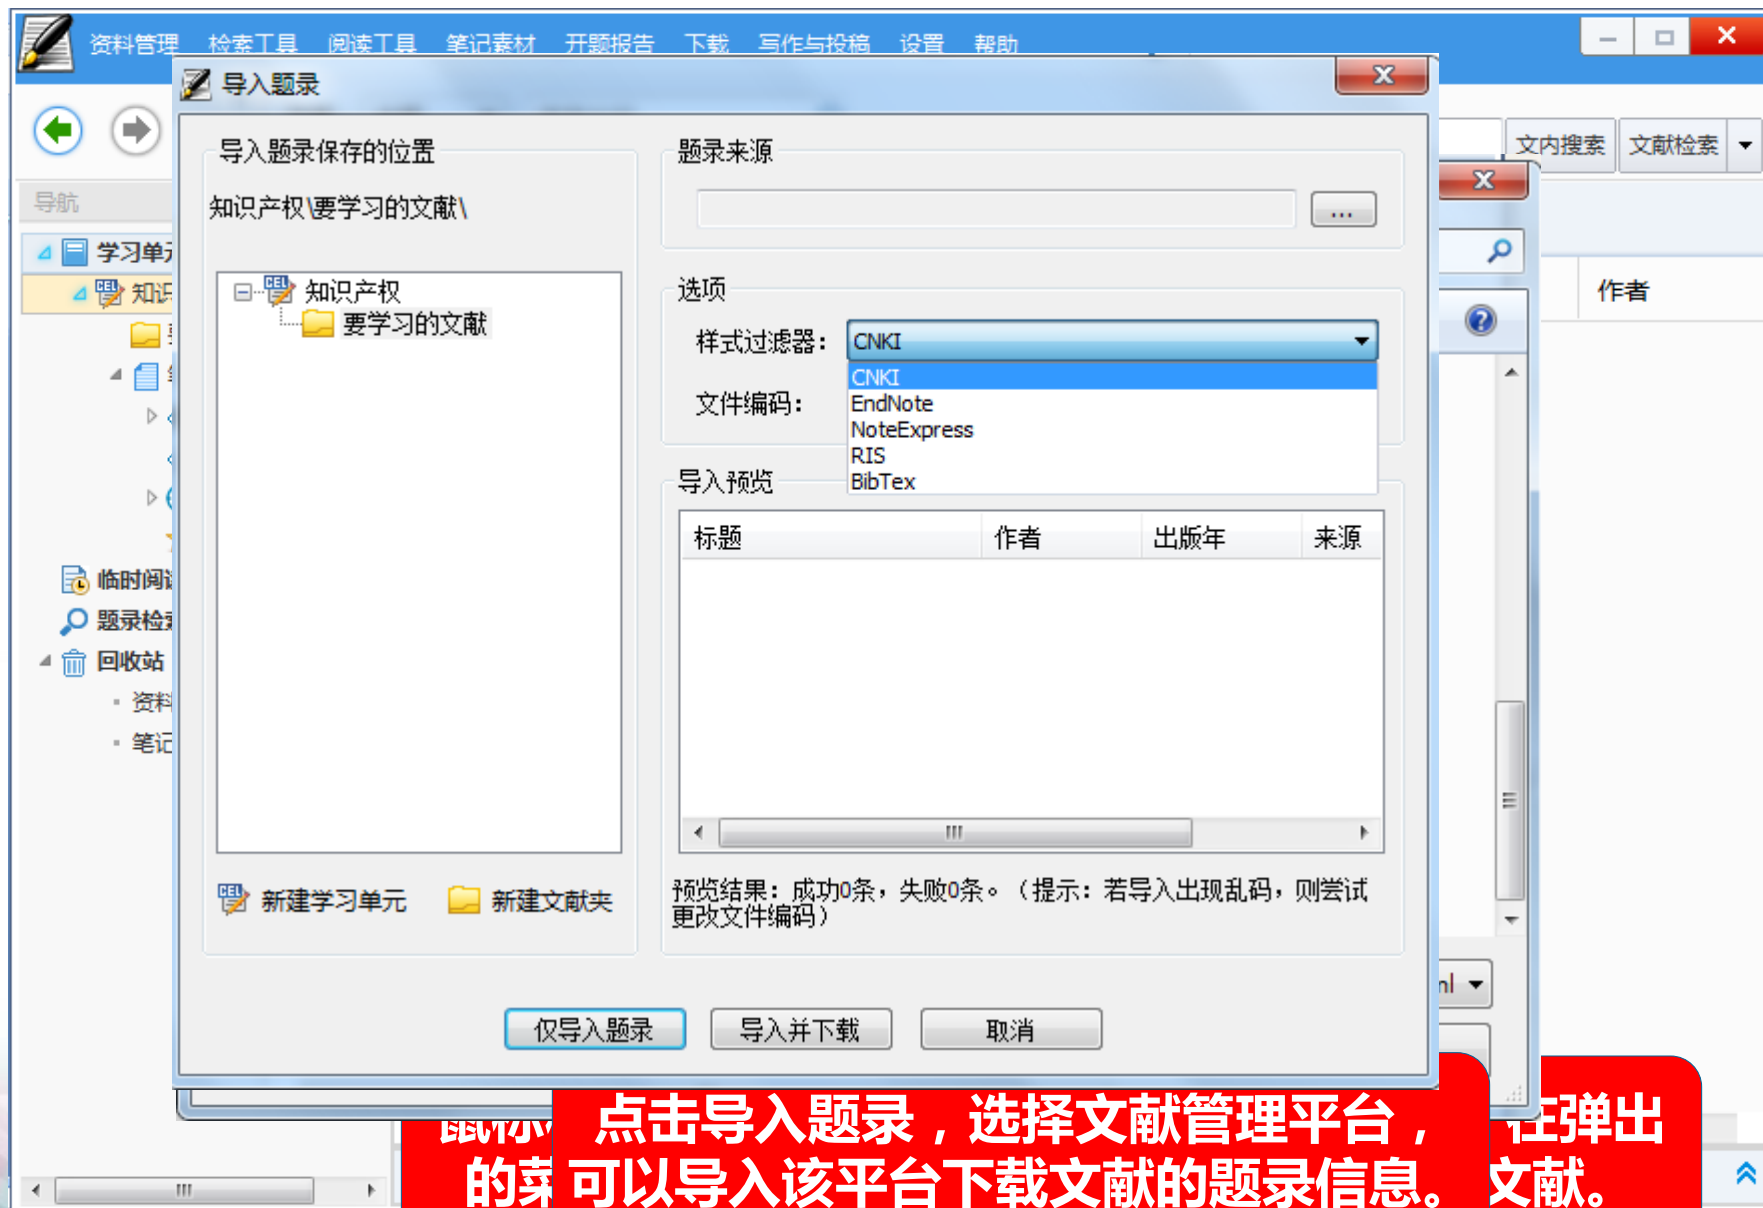 资料管理 检索工具 阅读工具 笔记素材 开题报告 下载 写作与投稿 设置 帮助
导入题录
文内搜索 文献检索
导航
学习单
知识
临时阅
题录检
回收站
资料
笔记
作者
导入题录保存的位置
知识产权\要学习的文献\
知识产权
要学习的文献
新建学习单元 新建文献夹
题录来源
...
选项
样式过滤器： CNKI
CNKI
EndNote
NoteExpress
RIS
BibTex
文件编码：
导入预览
标题 作者 出版年 来源
预览结果：成功0条，失败0条。（提示：若导入出现乱码，则尝试
更改文件编码）
仅导入题录 导入并下载 取消
ml
点击导入题录，选择文献管理平台，
可以导入该平台下载文献的题录信息。
鼠标 在弹出
的菜 文献。